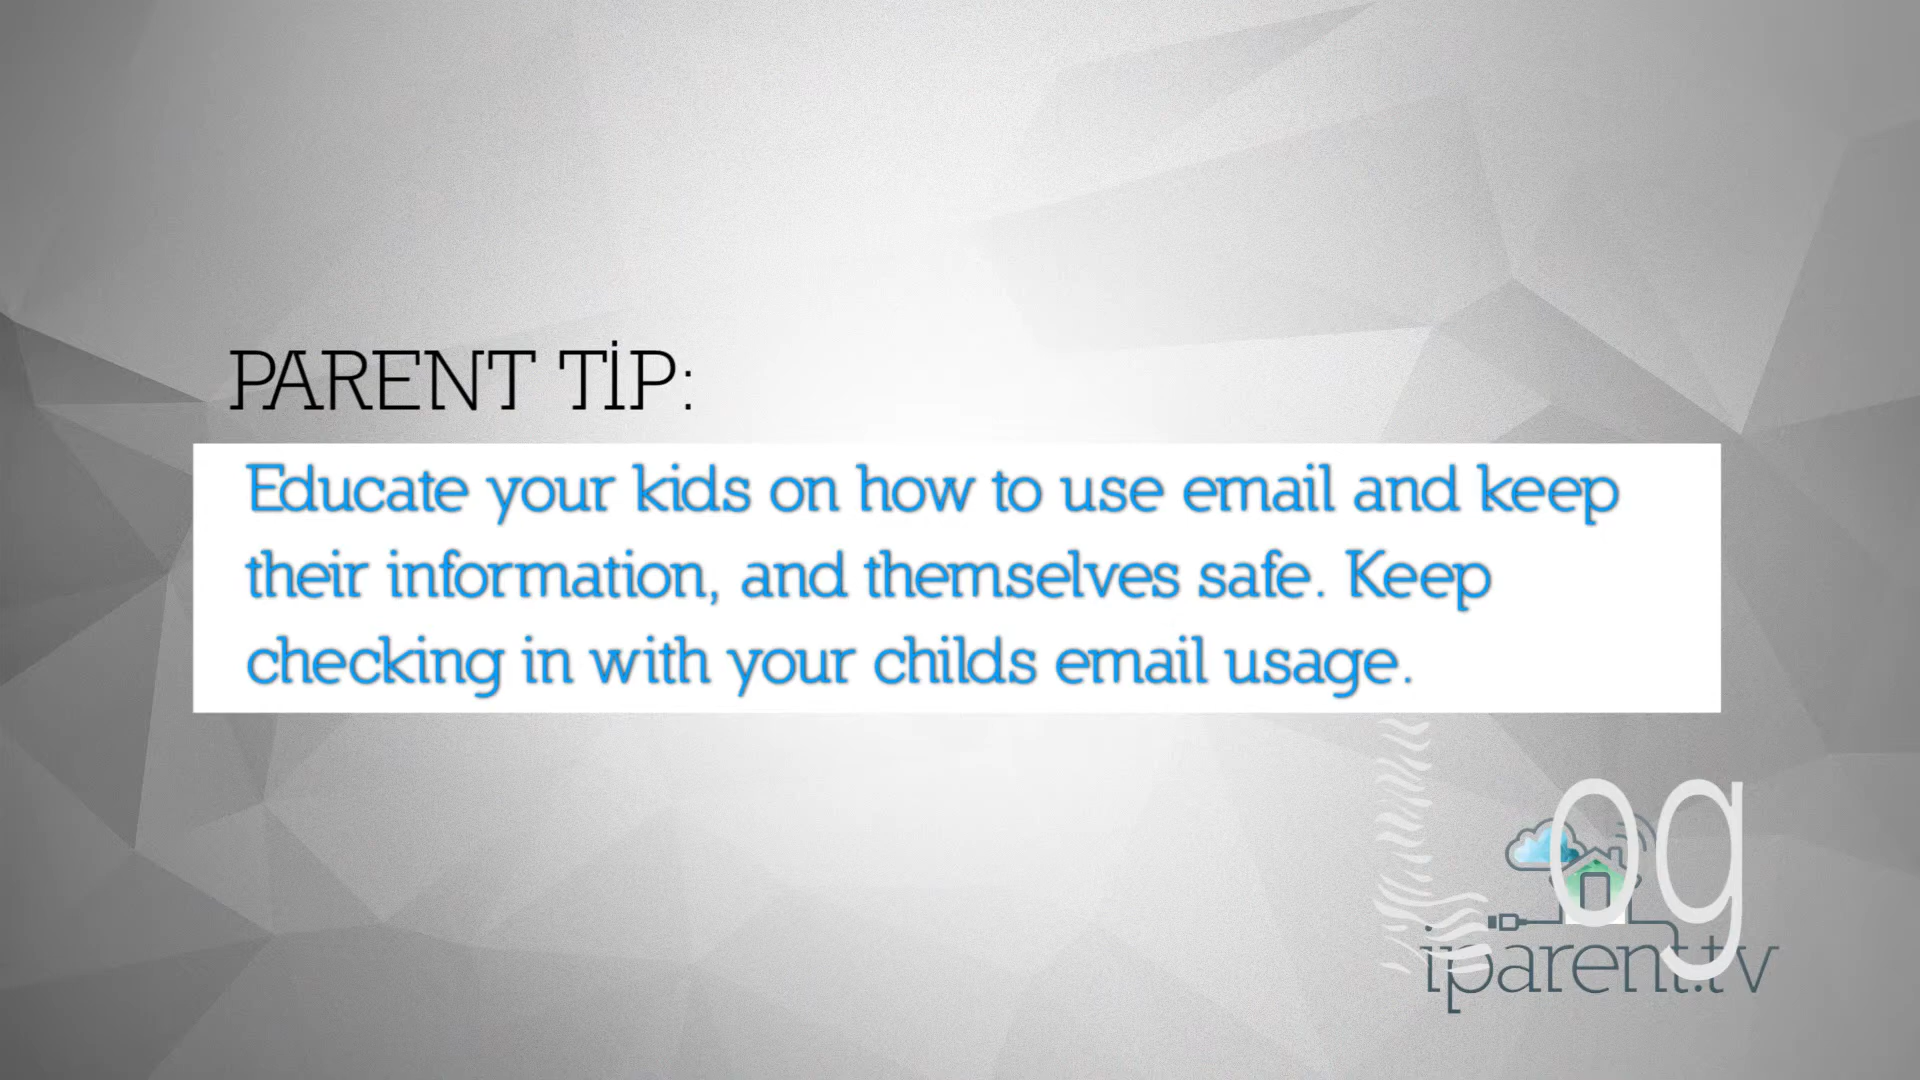 PARENT TİP:
Educate your kids on how to use email and keep
their information, and themselves safe. Keep
checking in with your childs email usage.
og
iparent.tv